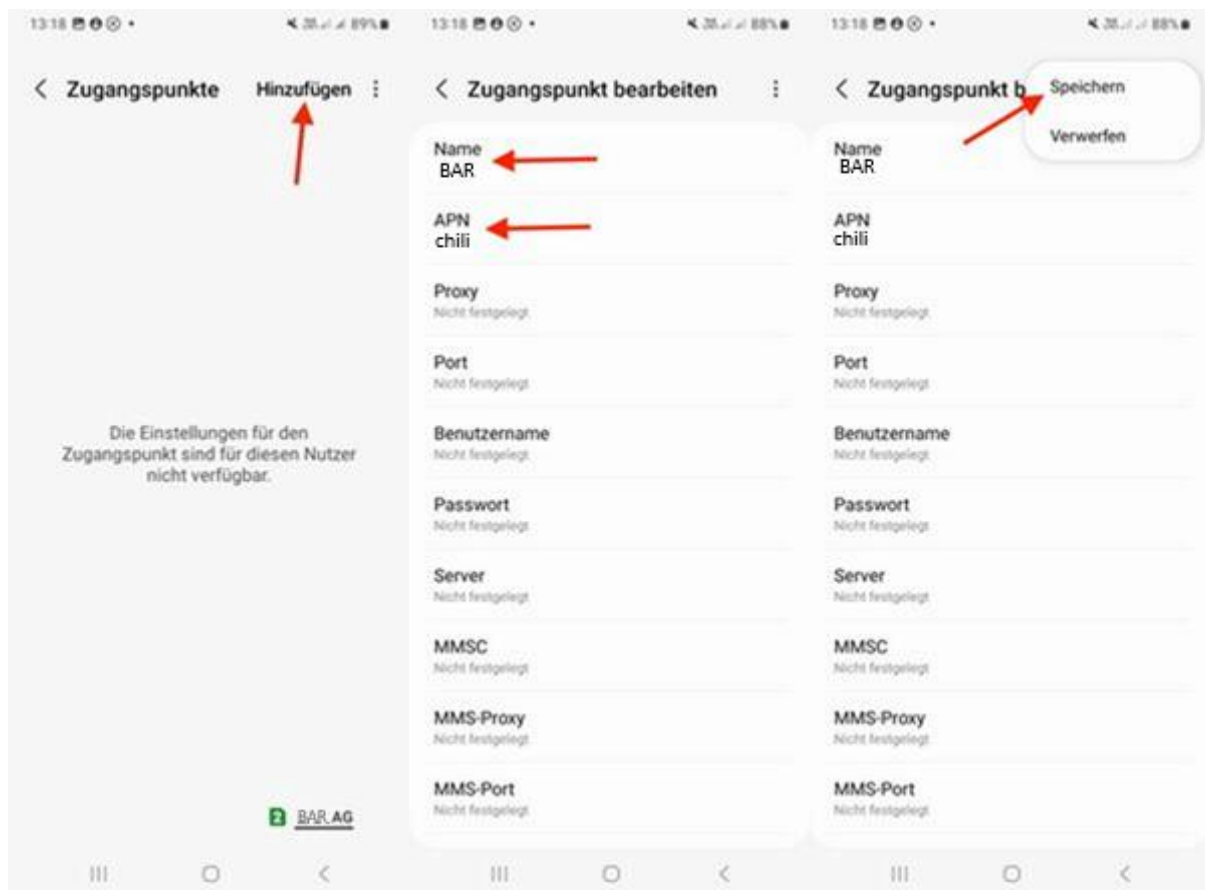 13:18
89%
Zugangspunkte
Hinzufügen
Die Einstellungen für den
Zugangspunkt sind für diesen Nutzer
nicht verfügbar.
2 BAR.AG
13:18
88%
Zugangspunkt bearbeiten
Name
BAR
APN
chili
Proxy
Nicht festgelegt
Port
Nicht festgelegt
Benutzername
Nicht festgelegt
Passwort
Nicht festgelegt
Server
Nicht festgelegt
MMSC
Nicht festgelegt
MMS-Proxy
Nicht festgelegt
MMS-Port
Nicht festgelegt
13:18
88%
Zugangspunkt b
Speichern
Verwerfen
Name
BAR
APN
chili
Proxy
Nicht festgelegt
Port
Nicht festgelegt
Benutzername
Nicht festgelegt
Passwort
Nicht festgelegt
Server
Nicht festgelegt
MMSC
Nicht festgelegt
MMS-Proxy
Nicht festgelegt
MMS-Port
Nicht festgelegt